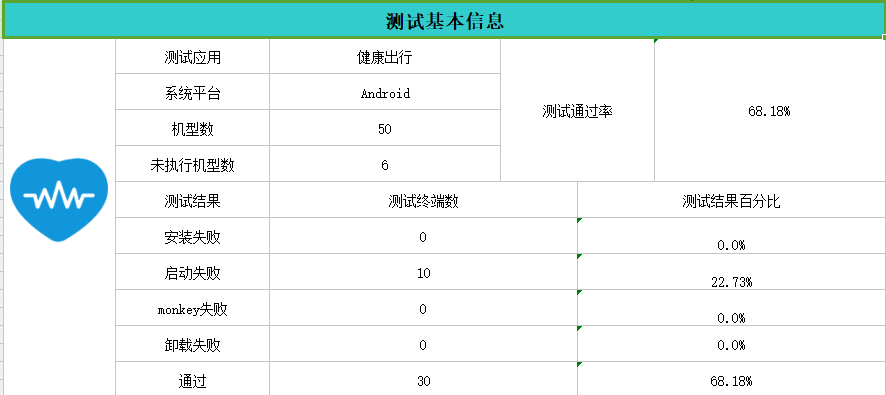 测试基本信息
测试应用 健康出行
系统平台 Android
测试通过率 68.18%
机型数 50
未执行机型数 6
测试结果 测试终端数 测试结果百分比
安装失败 0 0.0%
启动失败 10 22.73%
monkey失败 0 0.0%
卸载失败 0 0.0%
通过 30 68.18%